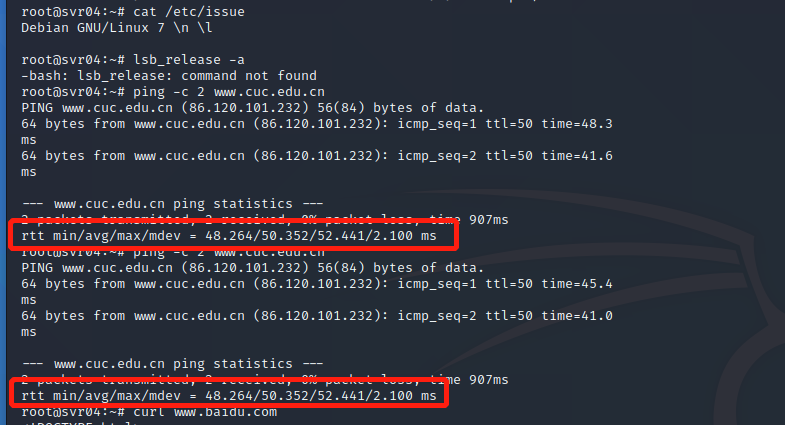 root@svr04:~# cat /etc/issue
Debian GNU/Linux 7 \n \l
root@svr04:~# lsb_release -a
-bash: lsb_release: command not found
root@svr04:~# ping -c 2 www.cuc.edu.cn
PING www.cuc.edu.cn (86.120.101.232) 56(84) bytes of data.
64 bytes from www.cuc.edu.cn (86.120.101.232): icmp_seq=1 ttl=50 time=48.3
ms
64 bytes from www.cuc.edu.cn (86.120.101.232): icmp_seq=2 ttl=50 time=41.6
ms
--- www.cuc.edu.cn ping statistics ---
2 packets transmitted, 2 received, 0% packet loss, time 907ms
rtt min/avg/max/mdev = 48.264/50.352/52.441/2.100 ms
root@svr04:~# ping -c 2 www.cuc.edu.cn
PING www.cuc.edu.cn (86.120.101.232) 56(84) bytes of data.
64 bytes from www.cuc.edu.cn (86.120.101.232): icmp_seq=1 ttl=50 time=45.4
ms
64 bytes from www.cuc.edu.cn (86.120.101.232): icmp_seq=2 ttl=50 time=41.0
ms
--- www.cuc.edu.cn ping statistics ---
2 packets transmitted, 2 received, 0% packet loss, time 907ms
rtt min/avg/max/mdev = 48.264/50.352/52.441/2.100 ms
root@svr04:~# curl www.baidu.com
<!DOCTYPE html>